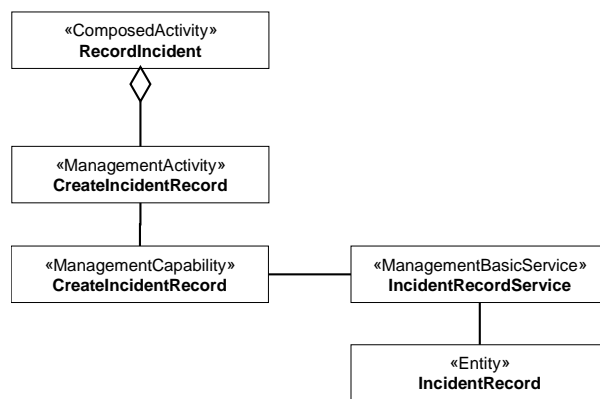 «ComposedActivity»
RecordIncident
«ManagementActivity»
CreateIncidentRecord
«ManagementCapability»
CreateIncidentRecord
«ManagementBasicService»
IncidentRecordService
«Entity»
IncidentRecord